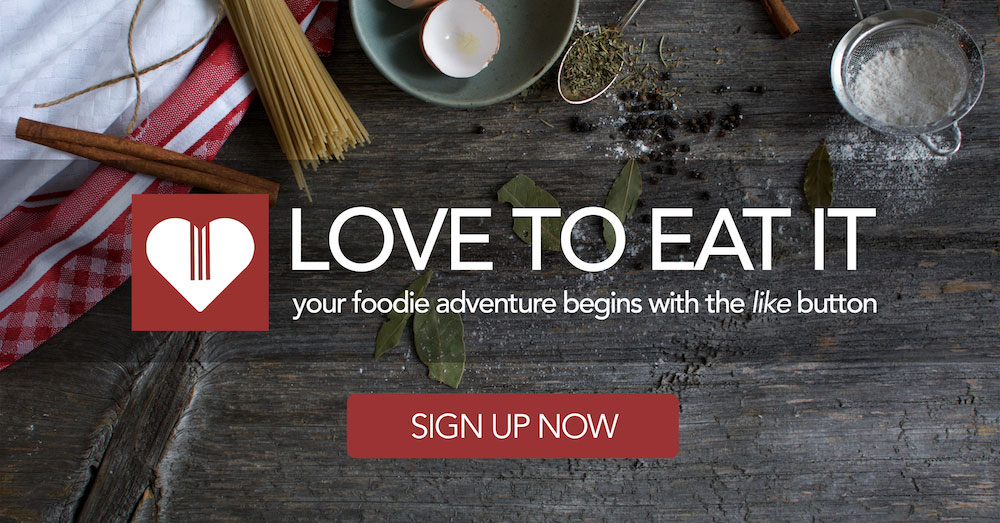 LOVE TO EAT IT
your foodie adventure begins with the like button
SIGN UP NOW